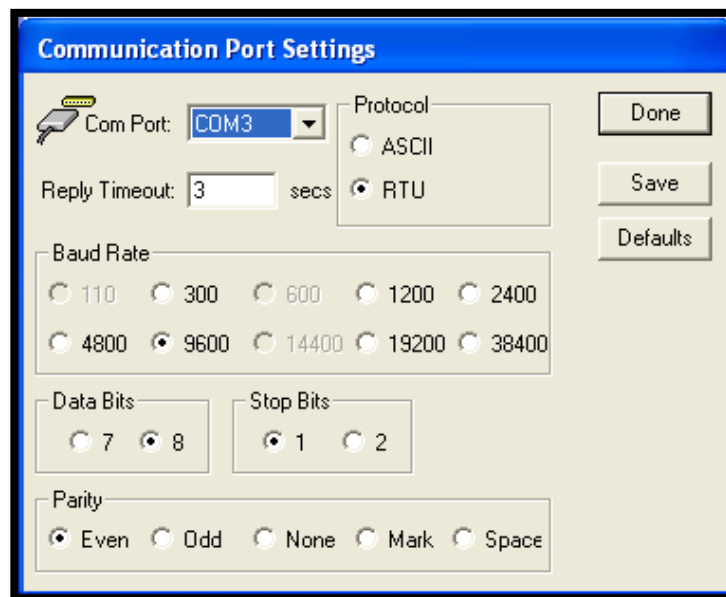 Communication Port Settings
Com Port: COM3
Reply Timeout: 3 secs
Protocol
ASCII
RTU
Done
Save
Defaults
Baud Rate
110 300 600 1200 2400
4800 9600 14400 19200 38400
Data Bits
7 8
Stop Bits
1 2
Parity
Even Odd None Mark Space